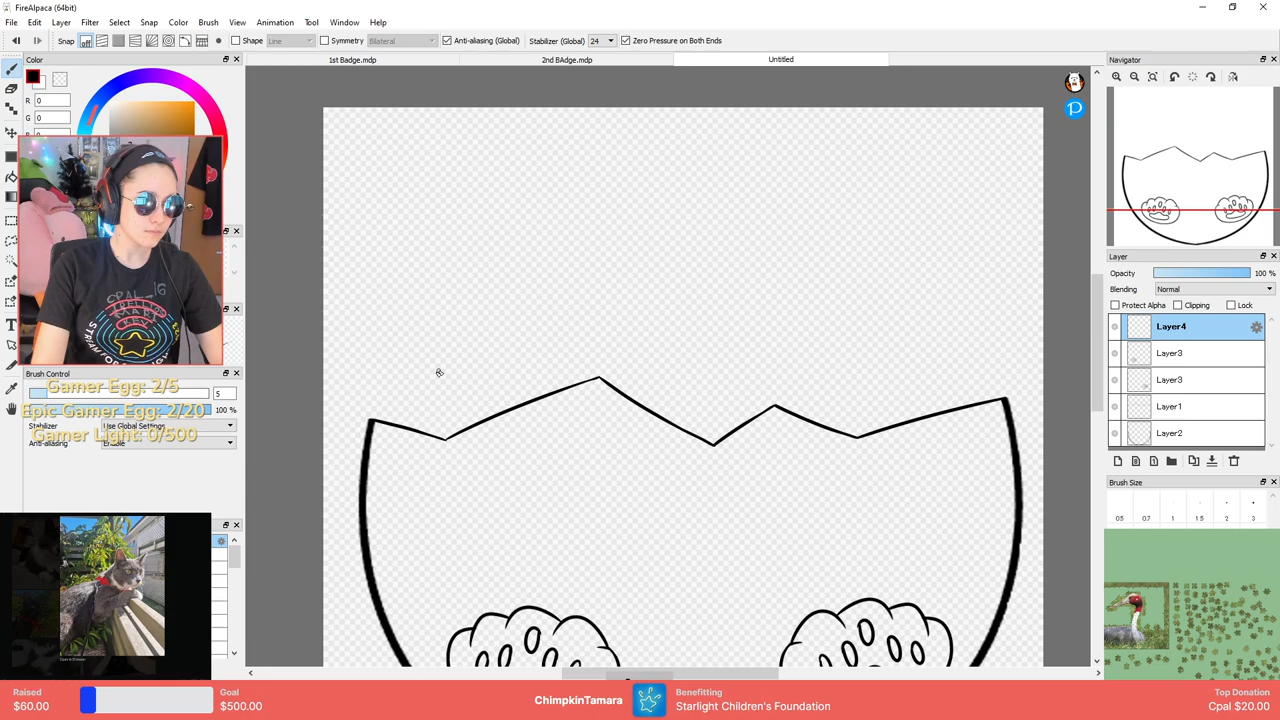 FireAlpaca (64bit)
File Edit Layer Filter Select Snap Color Brush View Animation Tool Window Help
Snap Shape Line Symmetry Bilateral Anti-aliasing (Global) Stabilizer (Global) 24 Zero Pressure on Both Ends
Color
1st Badge.mdp 2nd BAdge.mdp Untitled
Navigator
R 0
G 0
Layer
Opacity 100 %
Blending Normal
Protect Alpha Clipping Lock
Layer4
Layer3
Layer3
Layer1
Layer2
Brush Control
5
Gamer Egg: 2/5
100 %
Epic Gamer Egg: 2/20
Stabilizer Use Global Settings
Gamer Light: 0/500
Anti-aliasing Enable
Brush Size
0.5 0.7 1 1.5 2 3
Raised
$60.00
Goal
$500.00
ChimpkinTamara
Benefitting
Starlight Children's Foundation
Top Donation
Cpal $20.00